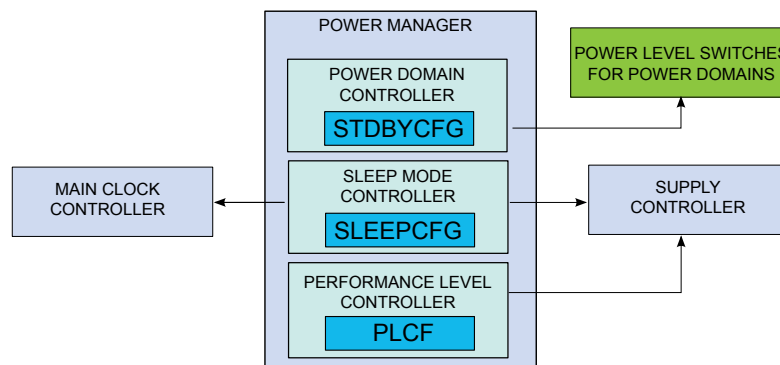 POWER MANAGER
POWER DOMAIN
CONTROLLER
STDBYCFG
POWER LEVEL SWITCHES
FOR POWER DOMAINS
MAIN CLOCK
CONTROLLER
SLEEP MODE
CONTROLLER
SLEEPCFG
SUPPLY
CONTROLLER
PERFORMANCE LEVEL
CONTROLLER
PLCF